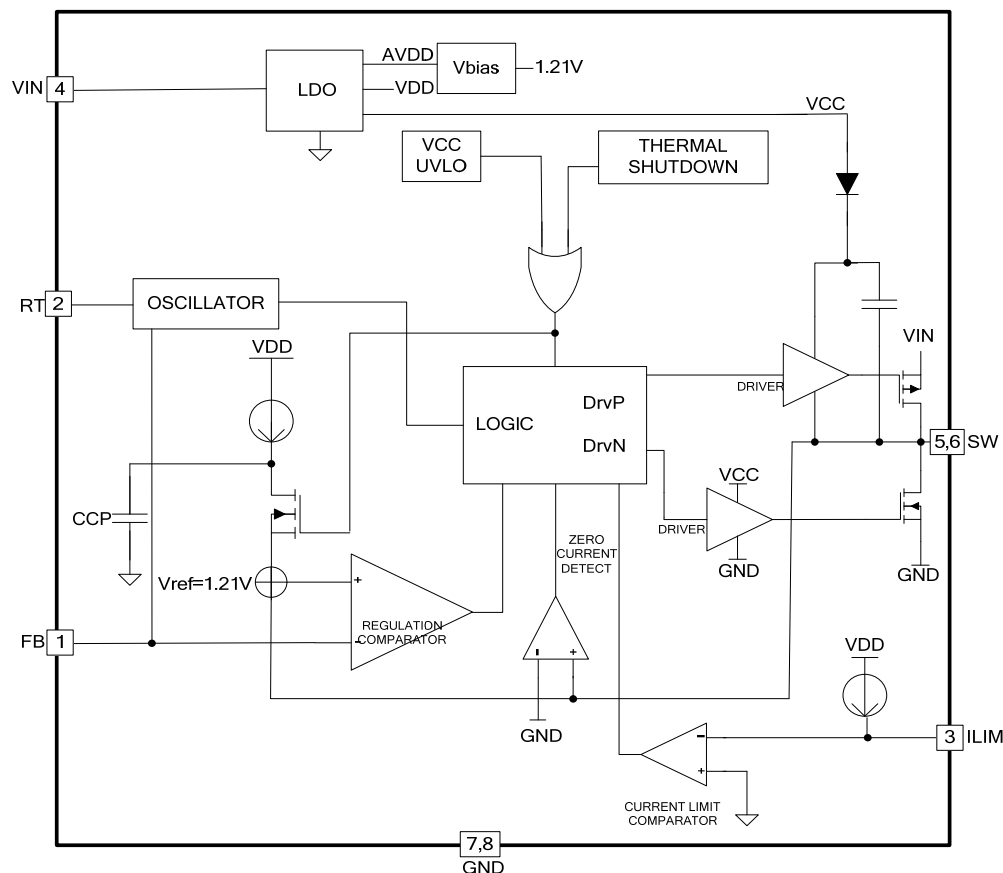 AVDD
Vbias
1.21V
VIN
4
LDO
VDD
VCC
VCC
UVLO
THERMAL
SHUTDOWN
RT
2
OSCILLATOR
VDD
VIN
DrvP
DRIVER
LOGIC
DrvN
5,6
SW
VCC
CCP
DRIVER
ZERO
CURRENT
DETECT
GND
GND
Vref=1.21V
+
REGULATION
COMPARATOR
-
FB
1
- +
VDD
GND
-
3
ILIM
+
CURRENT LIMIT
COMPARATOR
7,8
GND